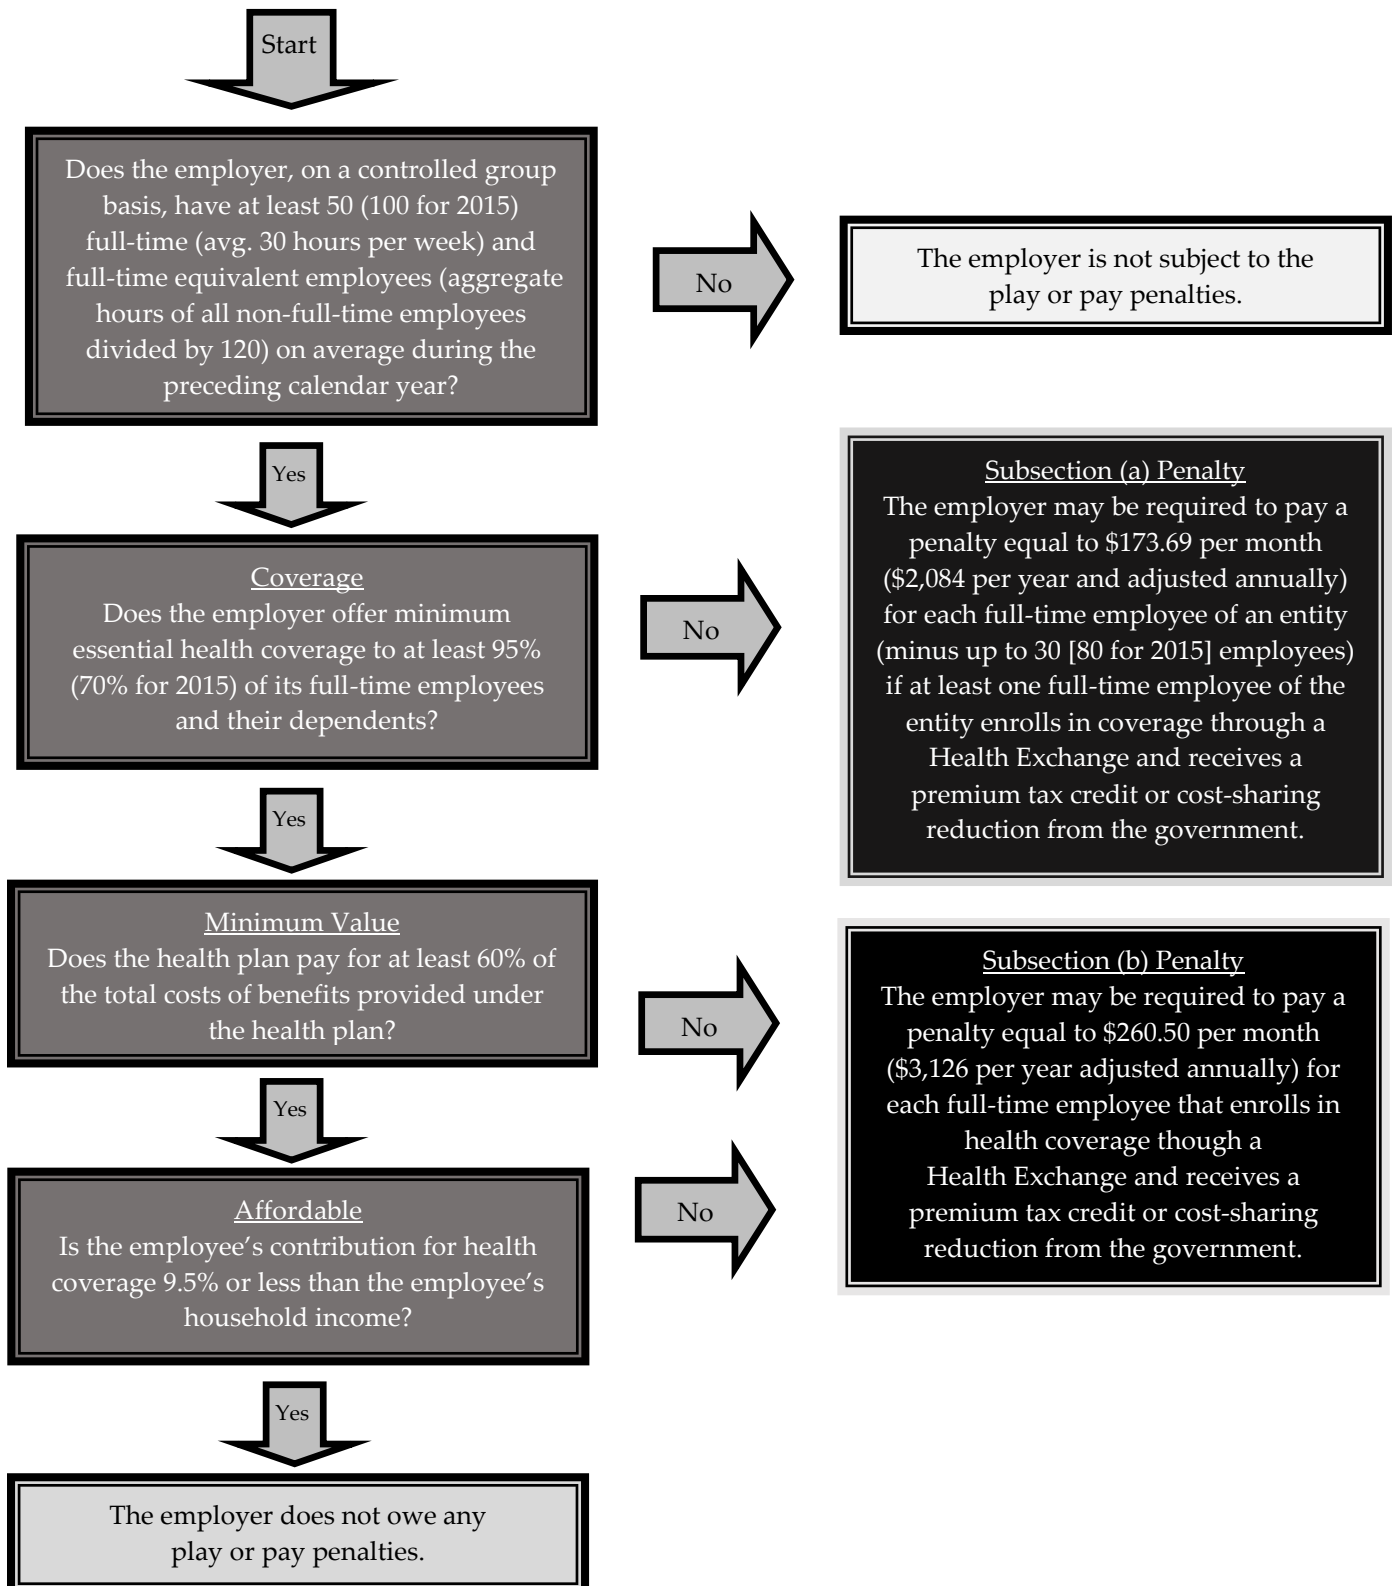 Start
Does the employer, on a controlled group
basis, have at least 50 (100 for 2015)
full-time (avg. 30 hours per week) and
full-time equivalent employees (aggregate
hours of all non-full-time employees
divided by 120) on average during the
preceding calendar year?
No
The employer is not subject to the
play or pay penalties.
Yes
Coverage
Does the employer offer minimum
essential health coverage to at least 95%
(70% for 2015) of its full-time employees
and their dependents?
No
Subsection (a) Penalty
The employer may be required to pay a
penalty equal to $173.69 per month
($2,084 per year and adjusted annually)
for each full-time employee of an entity
(minus up to 30 [80 for 2015] employees)
if at least one full-time employee of the
entity enrolls in coverage through a
Health Exchange and receives a
premium tax credit or cost-sharing
reduction from the government.
Yes
Minimum Value
Does the health plan pay for at least 60% of
the total costs of benefits provided under
the health plan?
No
Subsection (b) Penalty
The employer may be required to pay a
penalty equal to $260.50 per month
($3,126 per year adjusted annually) for
each full-time employee that enrolls in
health coverage though a
Health Exchange and receives a
premium tax credit or cost-sharing
reduction from the government.
Yes
Affordable
Is the employee's contribution for health
coverage 9.5% or less than the employee's
household income?
No
Yes
The employer does not owe any
play or pay penalties.